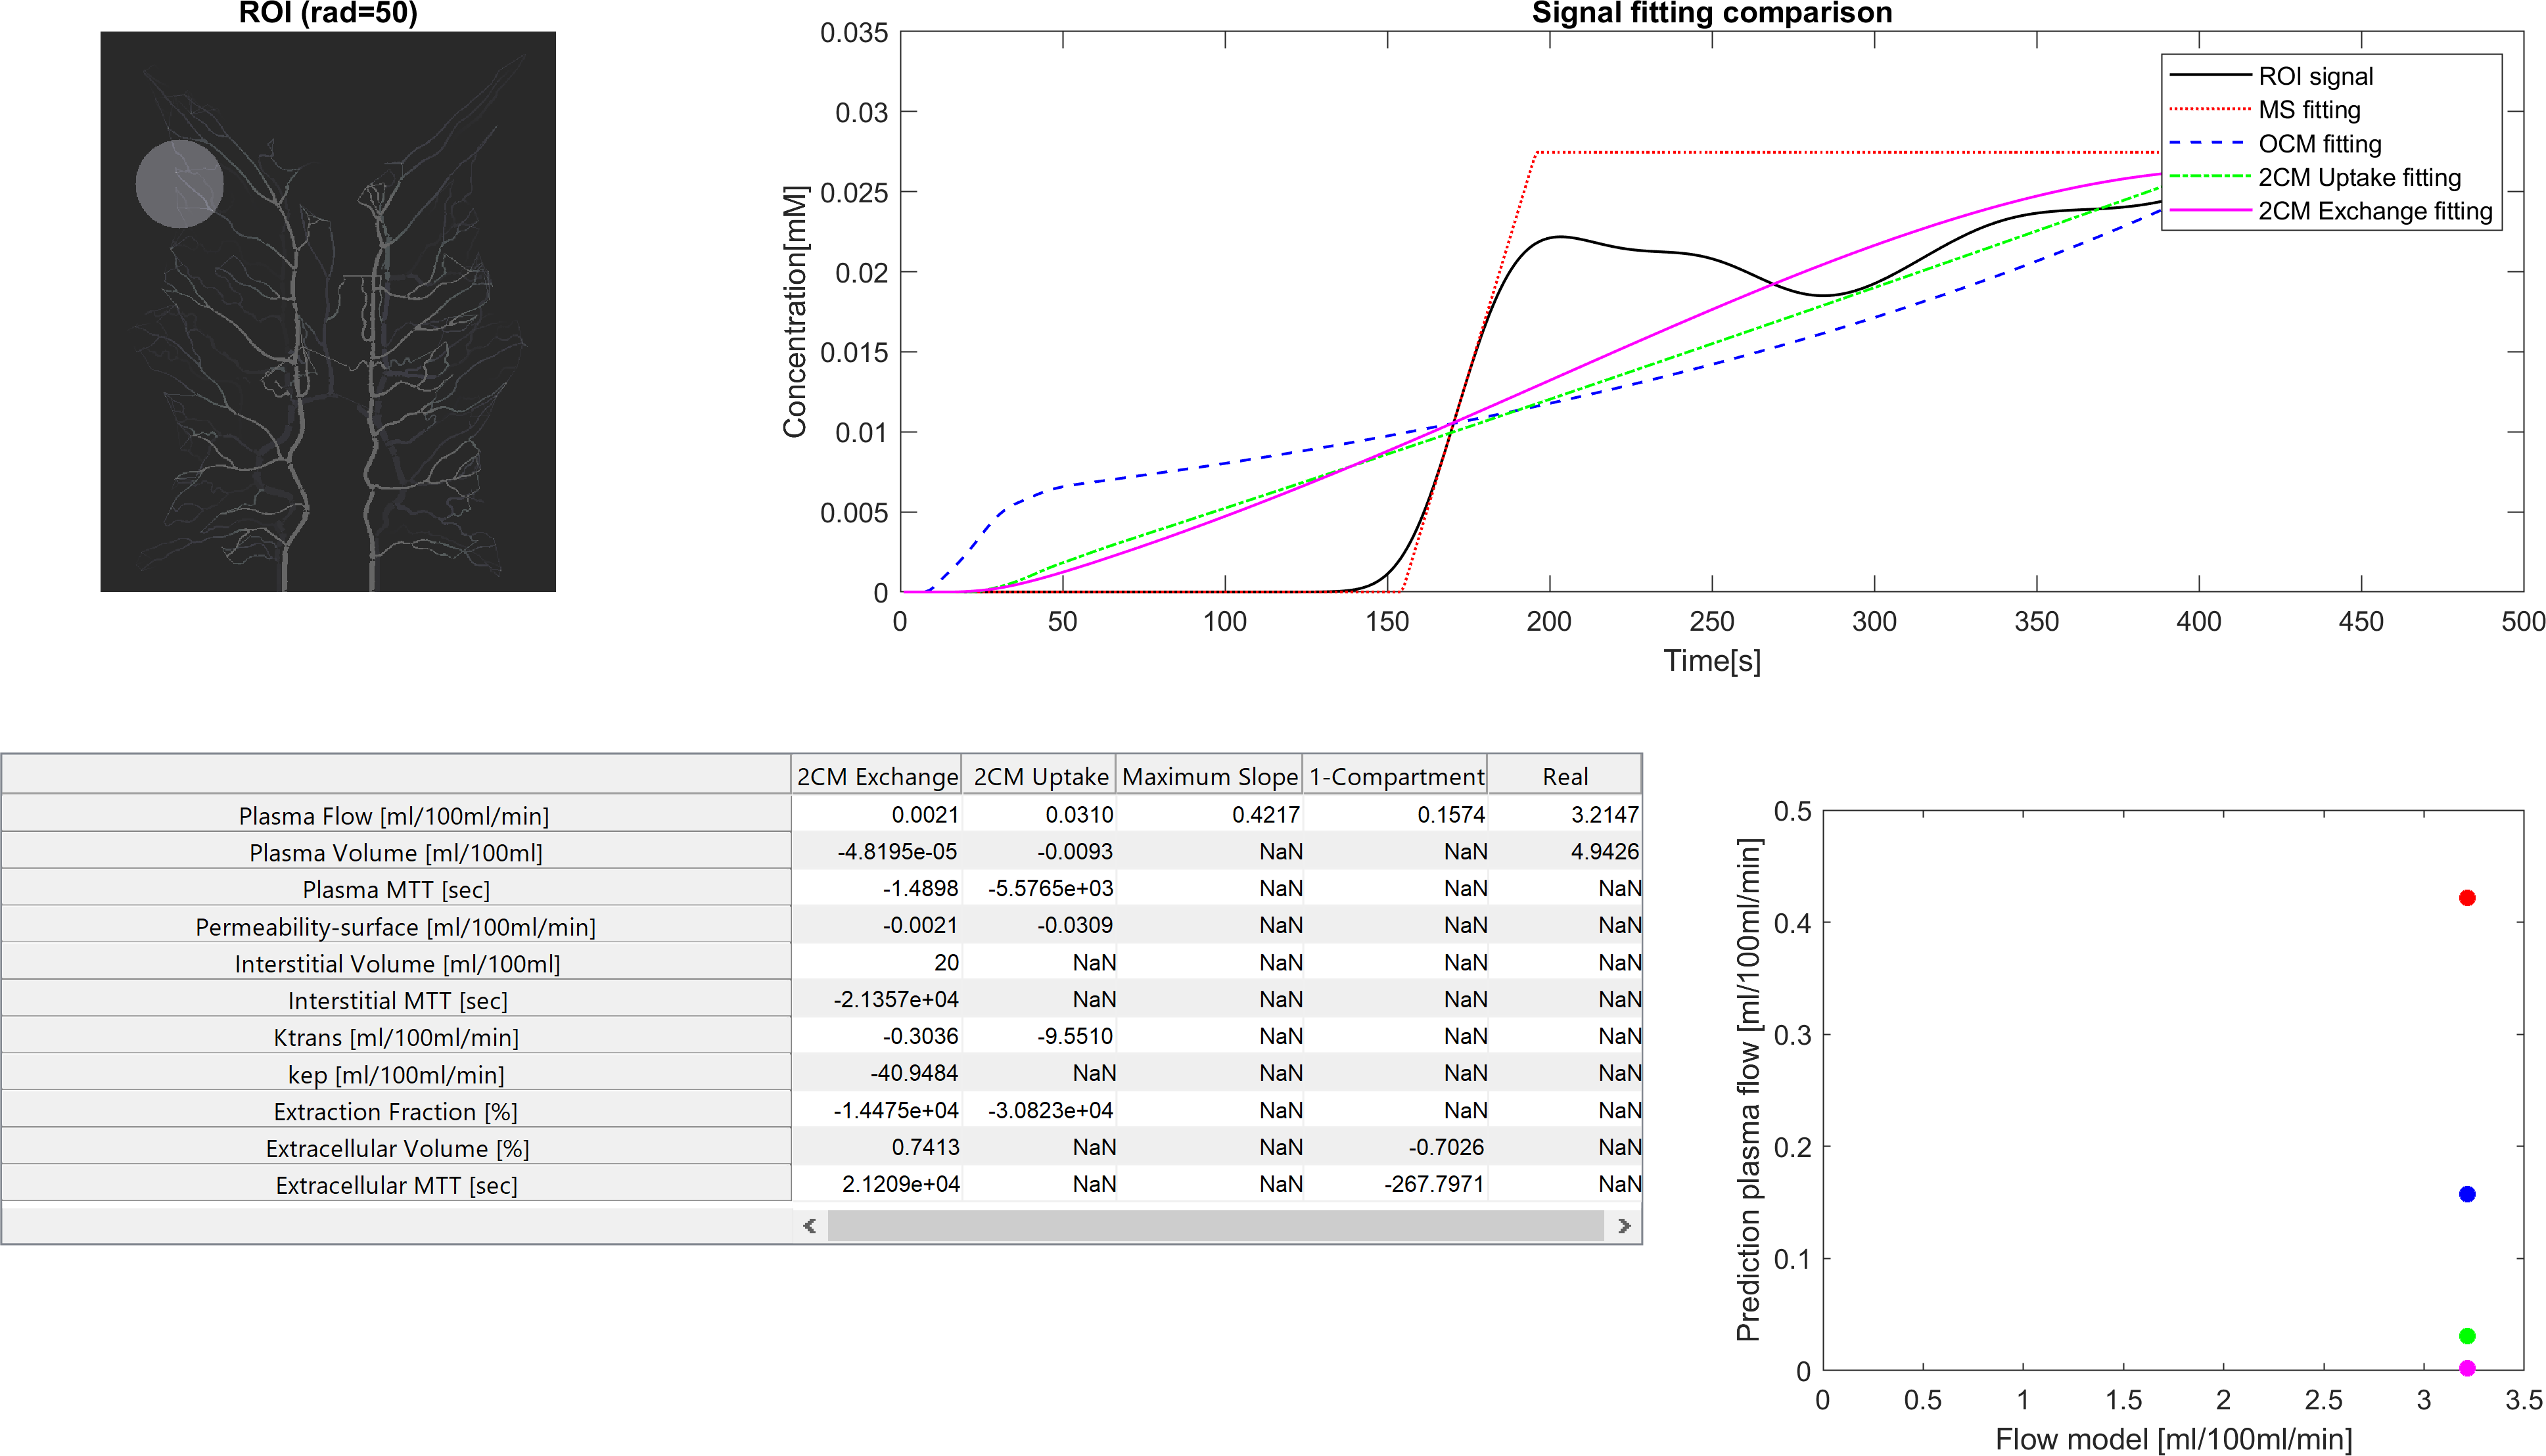 ROI (rad=50)
Signal fitting comparison
0.035
0.03
0.025
0.02
0.015
0.01
0.005
0
Concentration[mM]
0 50 100 150 200 250 300 350 400 450 500
Time[s]
ROI signal
MS fitting
OCM fitting
2CM Uptake fitting
2CM Exchange fitting
2CM Exchange 2CM Uptake Maximum Slope 1-Compartment Real
Plasma Flow [ml/100ml/min] 0.0021 0.0310 0.4217 0.1574 3.2147
Plasma Volume [ml/100ml] -4.8195e-05 -0.0093 NaN NaN 4.9426
Plasma MTT [sec] -1.4898 -5.5765e+03 NaN NaN NaN
Permeability-surface [ml/100ml/min] -0.0021 -0.0309 NaN NaN NaN
Interstitial Volume [ml/100ml] 20 NaN NaN NaN NaN
Interstitial MTT [sec] -2.1357e+04 NaN NaN NaN NaN
Ktrans [ml/100ml/min] -0.3036 -9.5510 NaN NaN NaN
kep [ml/100ml/min] -40.9484 NaN NaN NaN NaN
Extraction Fraction [%] -1.4475e+04 -3.0823e+04 NaN NaN NaN
Extracellular Volume [%] 0.7413 NaN NaN -0.7026 NaN
Extracellular MTT [sec] 2.1209e+04 NaN NaN -267.7971 NaN
0.5
0.4
0.3
0.2
0.1
0
Prediction plasma flow [ml/100ml/min]
0 0.5 1 1.5 2 2.5 3 3.5
Flow model [ml/100ml/min]